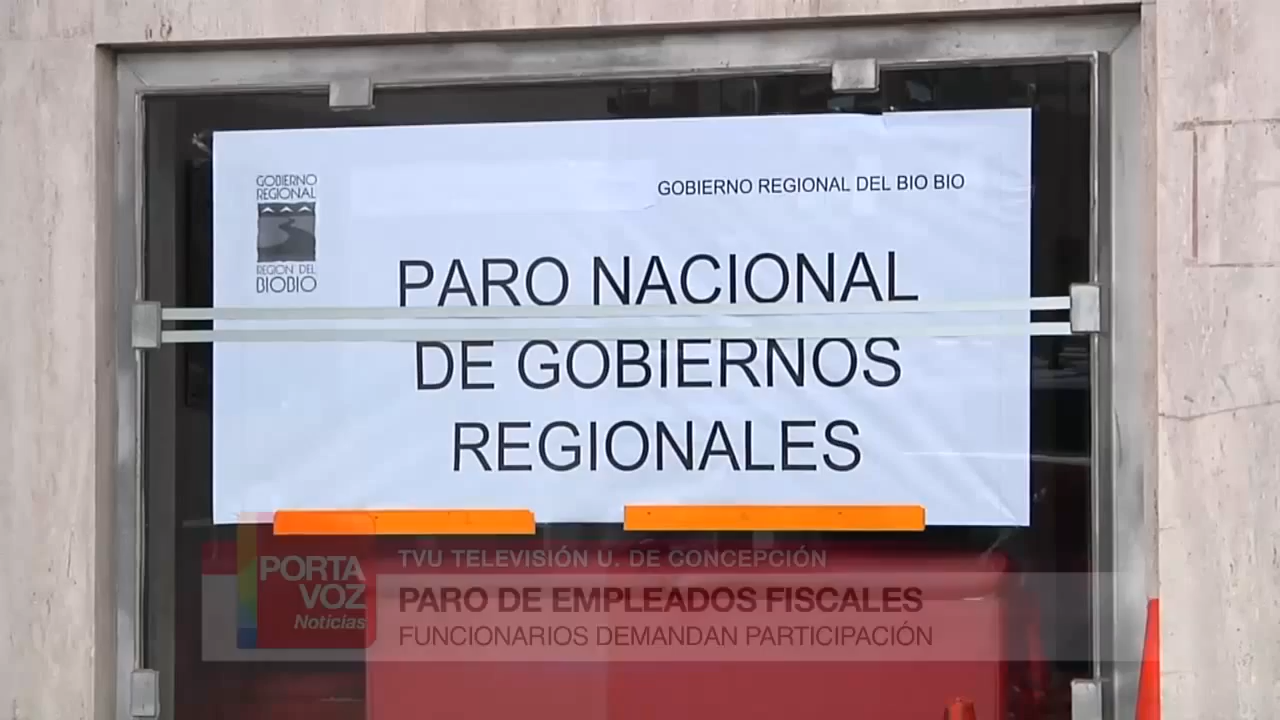 GOBIERNO
REGIONAL
REGION DEL
BIOBIO
GOBIERNO REGIONAL DEL BIO BIO
PARO NACIONAL
DE GOBIERNOS
REGIONALES
PORTA
VOZ
Noticias
TVU TELEVISIÓN U. DE CONCEPCIÓN
PARO DE EMPLEADOS FISCALES
FUNCIONARIOS DEMANDAN PARTICIPACIÓN